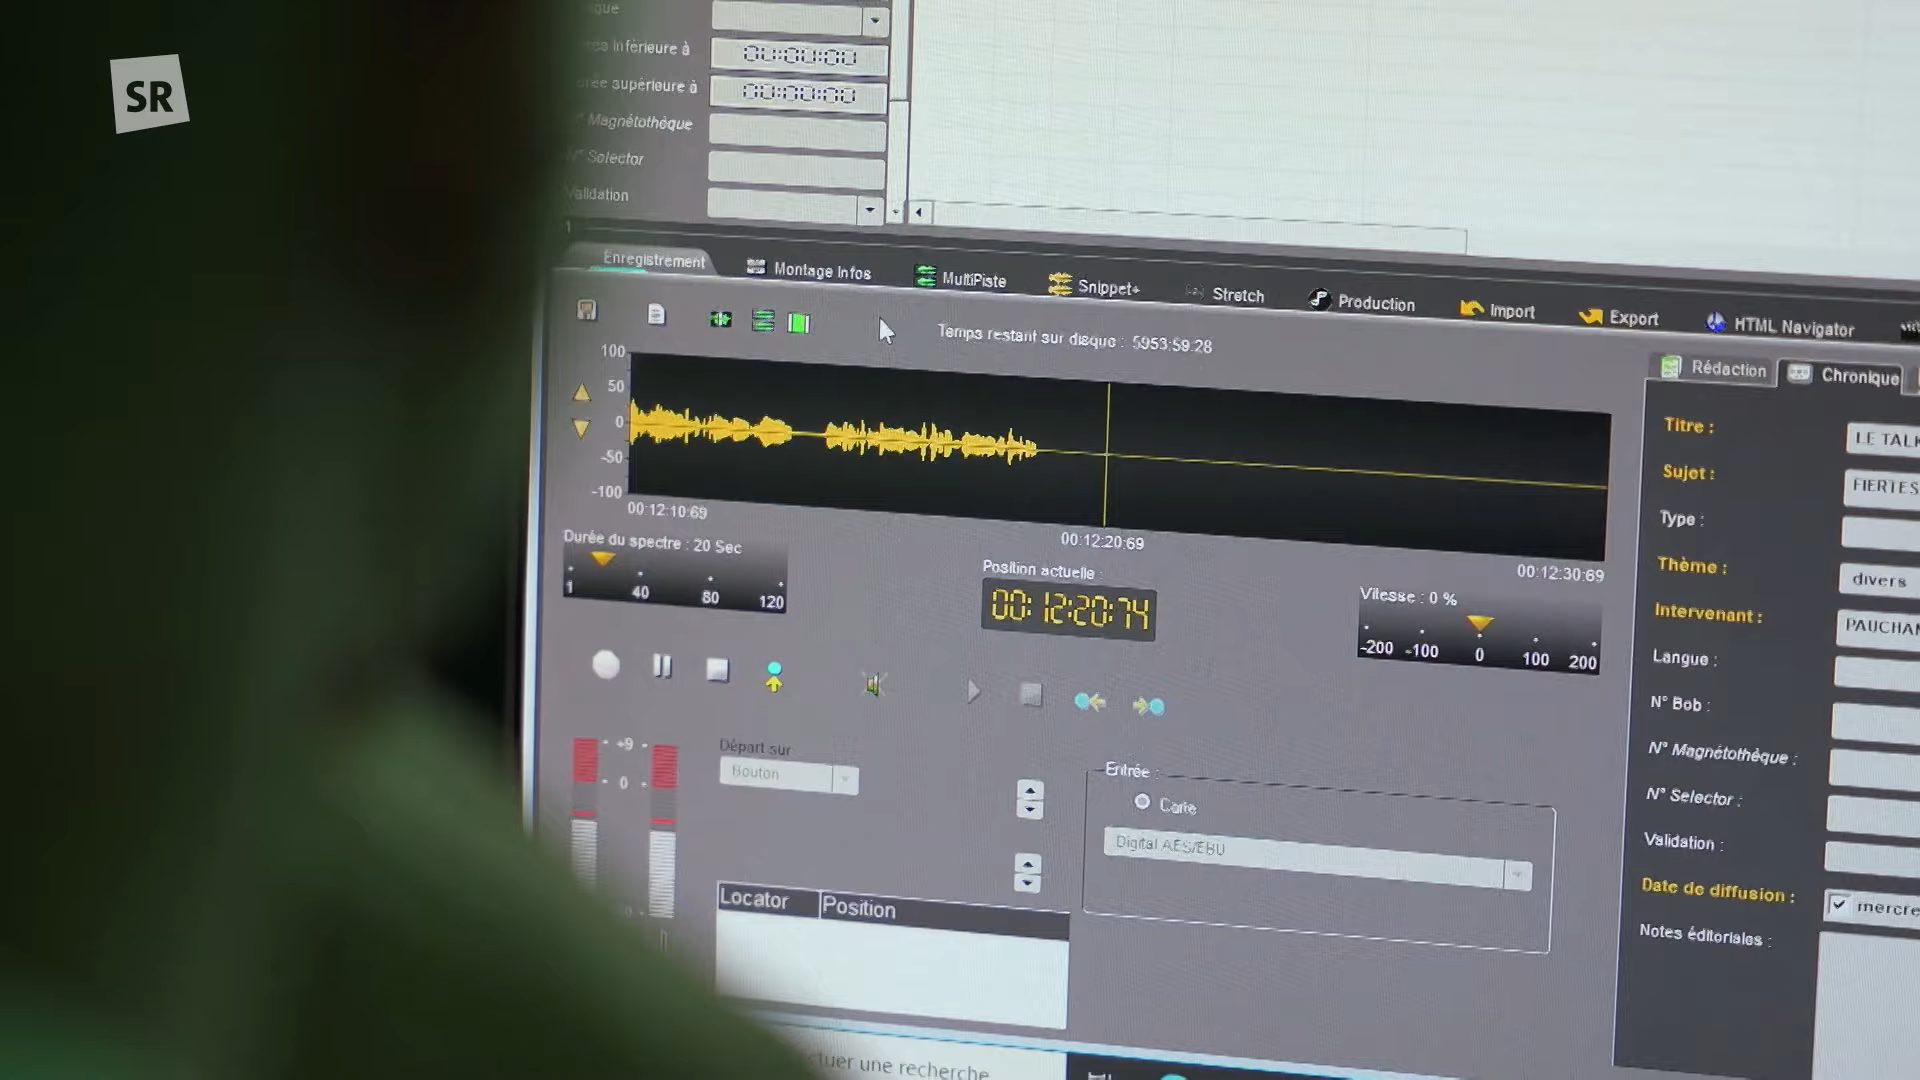 SR
inférieure à
00:00:00
supérieure à
00:00:00
Magnétothèque
N° Selector
Validation
1
Enregistrement
Montage Infos
MultiPiste
Snippet+
Stretch
Production
Import
Export
HTML Navigator
Temps restant sur disque : 5953:59:28
Rédaction
Chronique
100
50
0
-50
-100
00:12:10:69
00:12:20:69
00:12:30:69
Durée du spectre : 20 Sec
1 40 80 120
Position actuelle :
00:12:20:74
Vitesse : 0 %
-200 -100 0 100 200
+9
0
Départ sur
Bouton
Entrée :
Carte
Digital AES/EBU
Locator Position
Titre : LE TALK
Sujet : FIERTES
Type :
Thème : divers
Intervenant : PAUCHAN
Langue :
N° Bob :
N° Magnétothèque :
N° Selector :
Validation :
Date de diffusion : mercre
Notes éditoriales :
une recherche